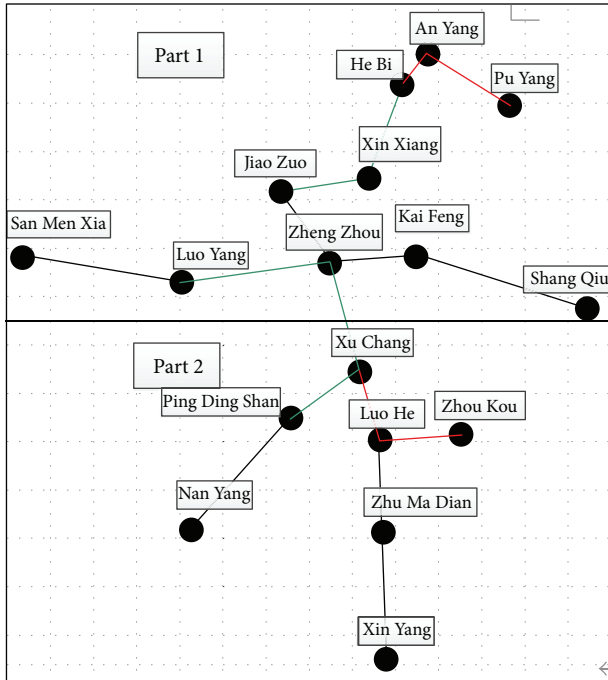 An Yang
Part 1
He Bi
Pu Yang
Xin Xiang
Jiao Zuo
Kai Feng
San Men Xia
Zheng Zhou
Luo Yang
Shang Qiu
Xu Chang
Part 2
Ping Ding Shan
Zhou Kou
Luo He
Nan Yang
Zhu Ma Dian
Xin Yang